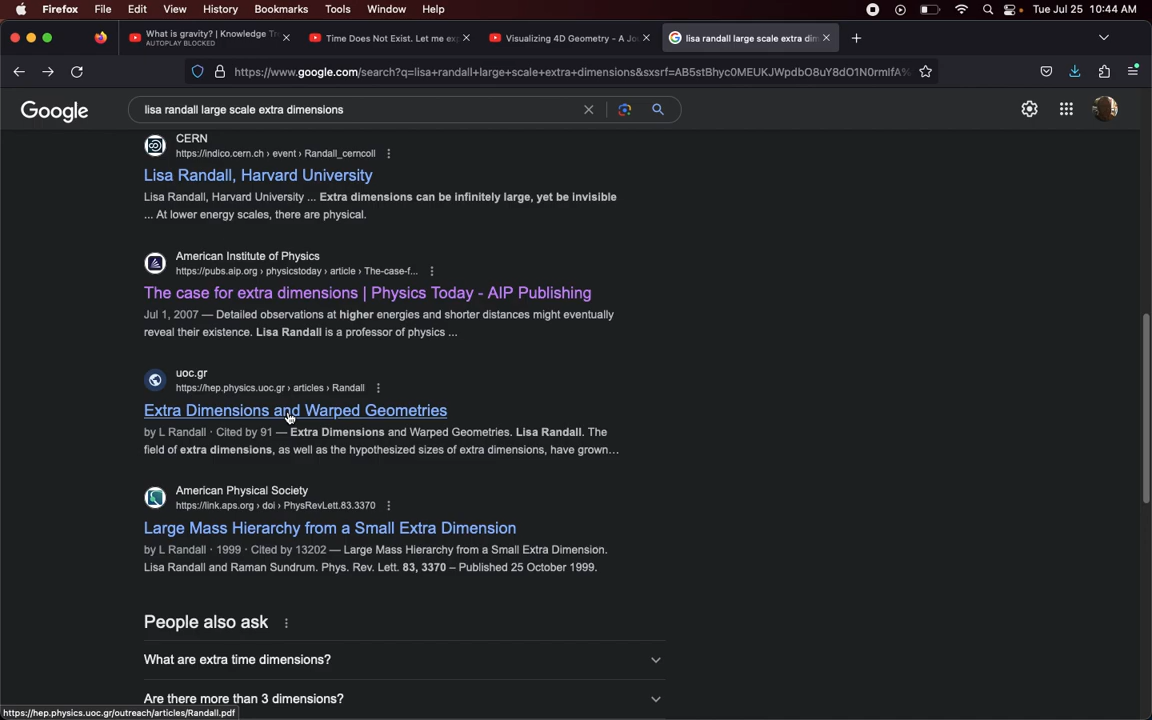 Firefox File Edit View History Bookmarks Tools Window Help Tue Jul 25 10:44 AM
What is gravity? | Knowledge Tr
AUTOPLAY BLOCKED
Time Does Not Exist. Let me ex
Visualizing 4D Geometry - A Jo
lisa randall large scale extra dim
https://www.google.com/search?q=lisa+randall+large+scale+extra+dimensions&sxsrf=AB5stBhyc0MEUKJWpdbO8uY8dO1N0rmIfA%
Google
lisa randall large scale extra dimensions
CERN
https://indico.cern.ch › event › Randall_cerncoll
Lisa Randall, Harvard University
Lisa Randall, Harvard University ... Extra dimensions can be infinitely large, yet be invisible
... At lower energy scales, there are physical.
American Institute of Physics
https://pubs.aip.org › physicstoday › article › The-case-f...
The case for extra dimensions | Physics Today - AIP Publishing
Jul 1, 2007 — Detailed observations at higher energies and shorter distances might eventually
reveal their existence. Lisa Randall is a professor of physics ...
uoc.gr
https://hep.physics.uoc.gr › articles › Randall
Extra Dimensions and Warped Geometries
by L Randall · Cited by 91 — Extra Dimensions and Warped Geometries. Lisa Randall. The
field of extra dimensions, as well as the hypothesized sizes of extra dimensions, have grown...
American Physical Society
https://link.aps.org › doi › PhysRevLett.83.3370
Large Mass Hierarchy from a Small Extra Dimension
by L Randall · 1999 · Cited by 13202 — Large Mass Hierarchy from a Small Extra Dimension.
Lisa Randall and Raman Sundrum. Phys. Rev. Lett. 83, 3370 – Published 25 October 1999.
People also ask
What are extra time dimensions?
Are there more than 3 dimensions?
https://hep.physics.uoc.gr/outreach/articles/Randall.pdf